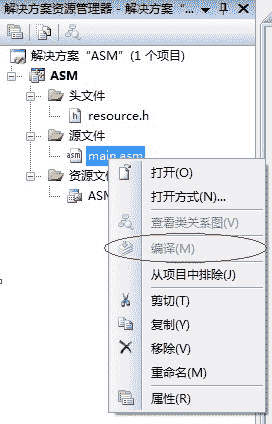 解决方案资源管理器 - 解决方案“...
解决方案“ASM”(1 个项目)
ASM
头文件
resource.h
源文件
main.asm
资源文
ASM
打开(O)
打开方式(N)...
查看类关系图(V)
编译(M)
从项目中排除(J)
剪切(T)
复制(Y)
移除(V)
重命名(M)
属性(R)